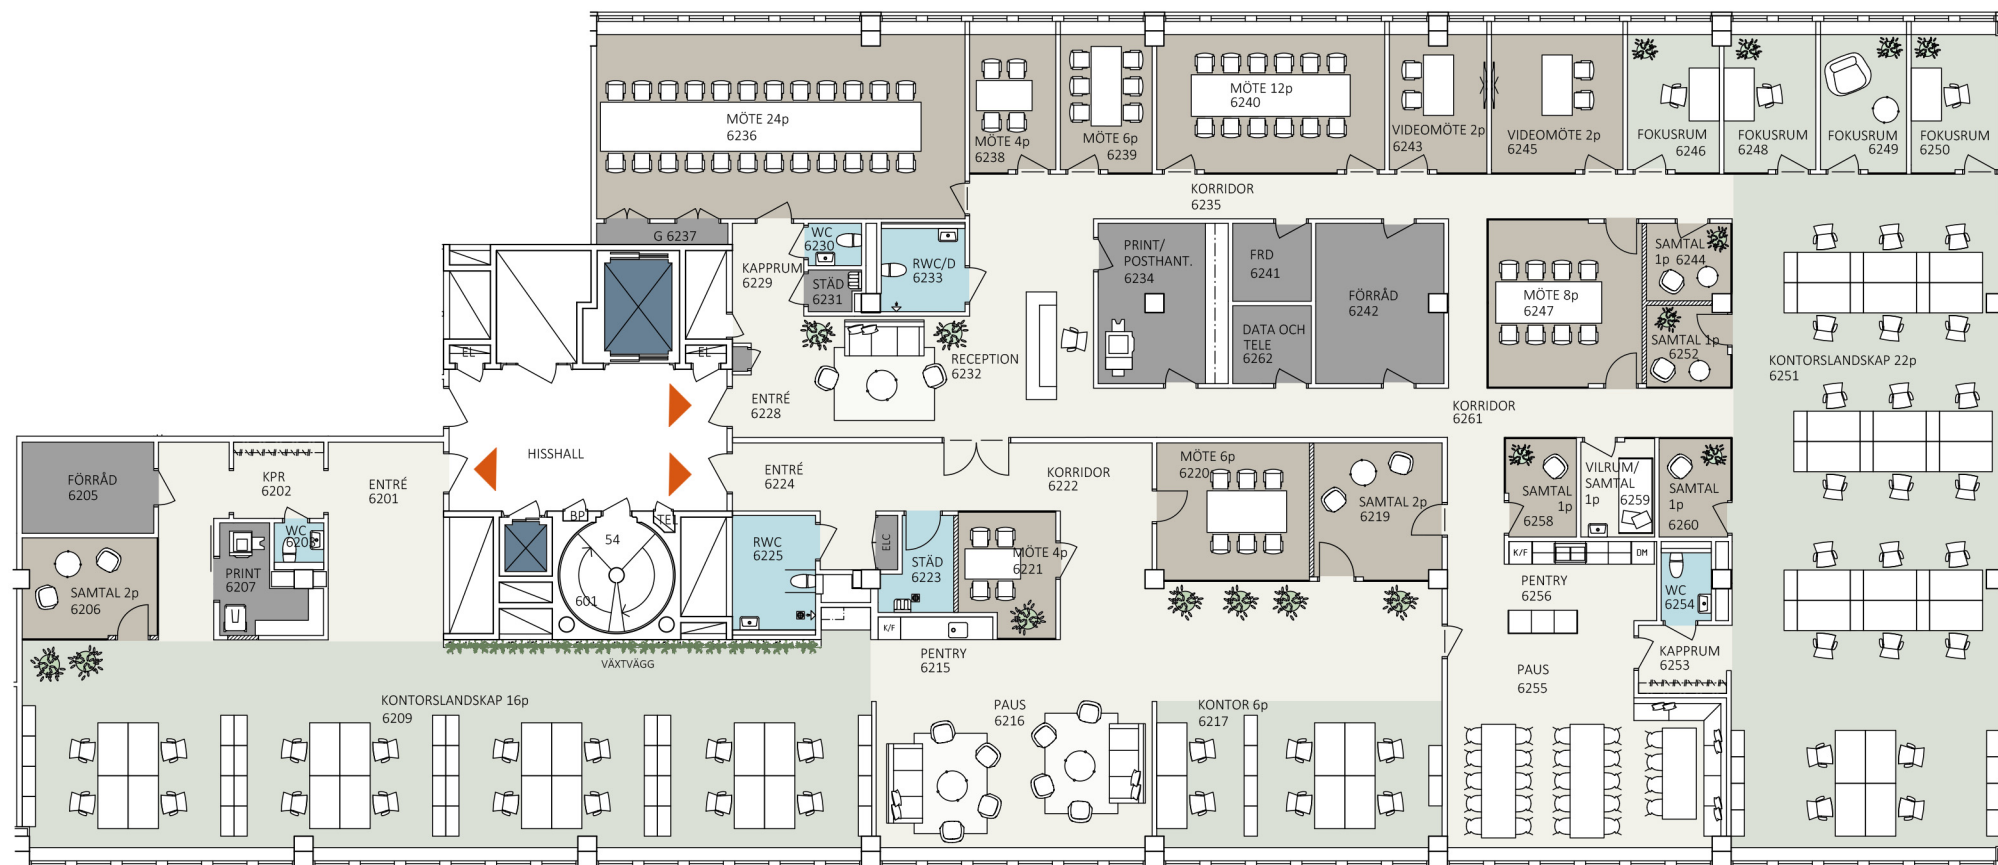 MÖTE 24p
6236
MÖTE 4p
6238
MÖTE 6p
6239
MÖTE 12p
6240
VIDEOMÖTE 2p
6243
VIDEOMÖTE 2p
6245
FOKUSRUM
6246
FOKUSRUM
6248
FOKUSRUM
6249
FOKUSRUM
6250
KORRIDOR
6235
G 6237
WC
6230
KAPPRUM
6229
STÄD
6231
RWC/D
6233
PRINT/
POSTHANT.
6234
FRD
6241
FÖRRÅD
6242
DATA OCH
TELE
6262
MÖTE 8p
6247
SAMTAL
1p 6244
SAMTAL 1p
6252
KONTORSLANDSKAP 22p
6251
EL
EL
RECEPTION
6232
ENTRÉ
6228
KORRIDOR
6261
HISSHALL
FÖRRÅD
6205
KPR
6202
ENTRÉ
6201
ENTRÉ
6224
KORRIDOR
6222
MÖTE 6p
6220
SAMTAL 2p
6219
SAMTAL
1p
6258
VILRUM/
SAMTAL
1p 6259
SAMTAL
1p
6260
WC
6203
PRINT
6207
SAMTAL 2p
6206
BP
TEL
54
601
RWC
6225
ELC
STÄD
6223
MÖTE 4p
6221
K/F
DM
PENTRY
6256
WC
6254
K/F
PENTRY
6215
VÄXTVÄGG
KAPPRUM
6253
PAUS
6255
KONTORSLANDSKAP 16p
6209
PAUS
6216
KONTOR 6p
6217